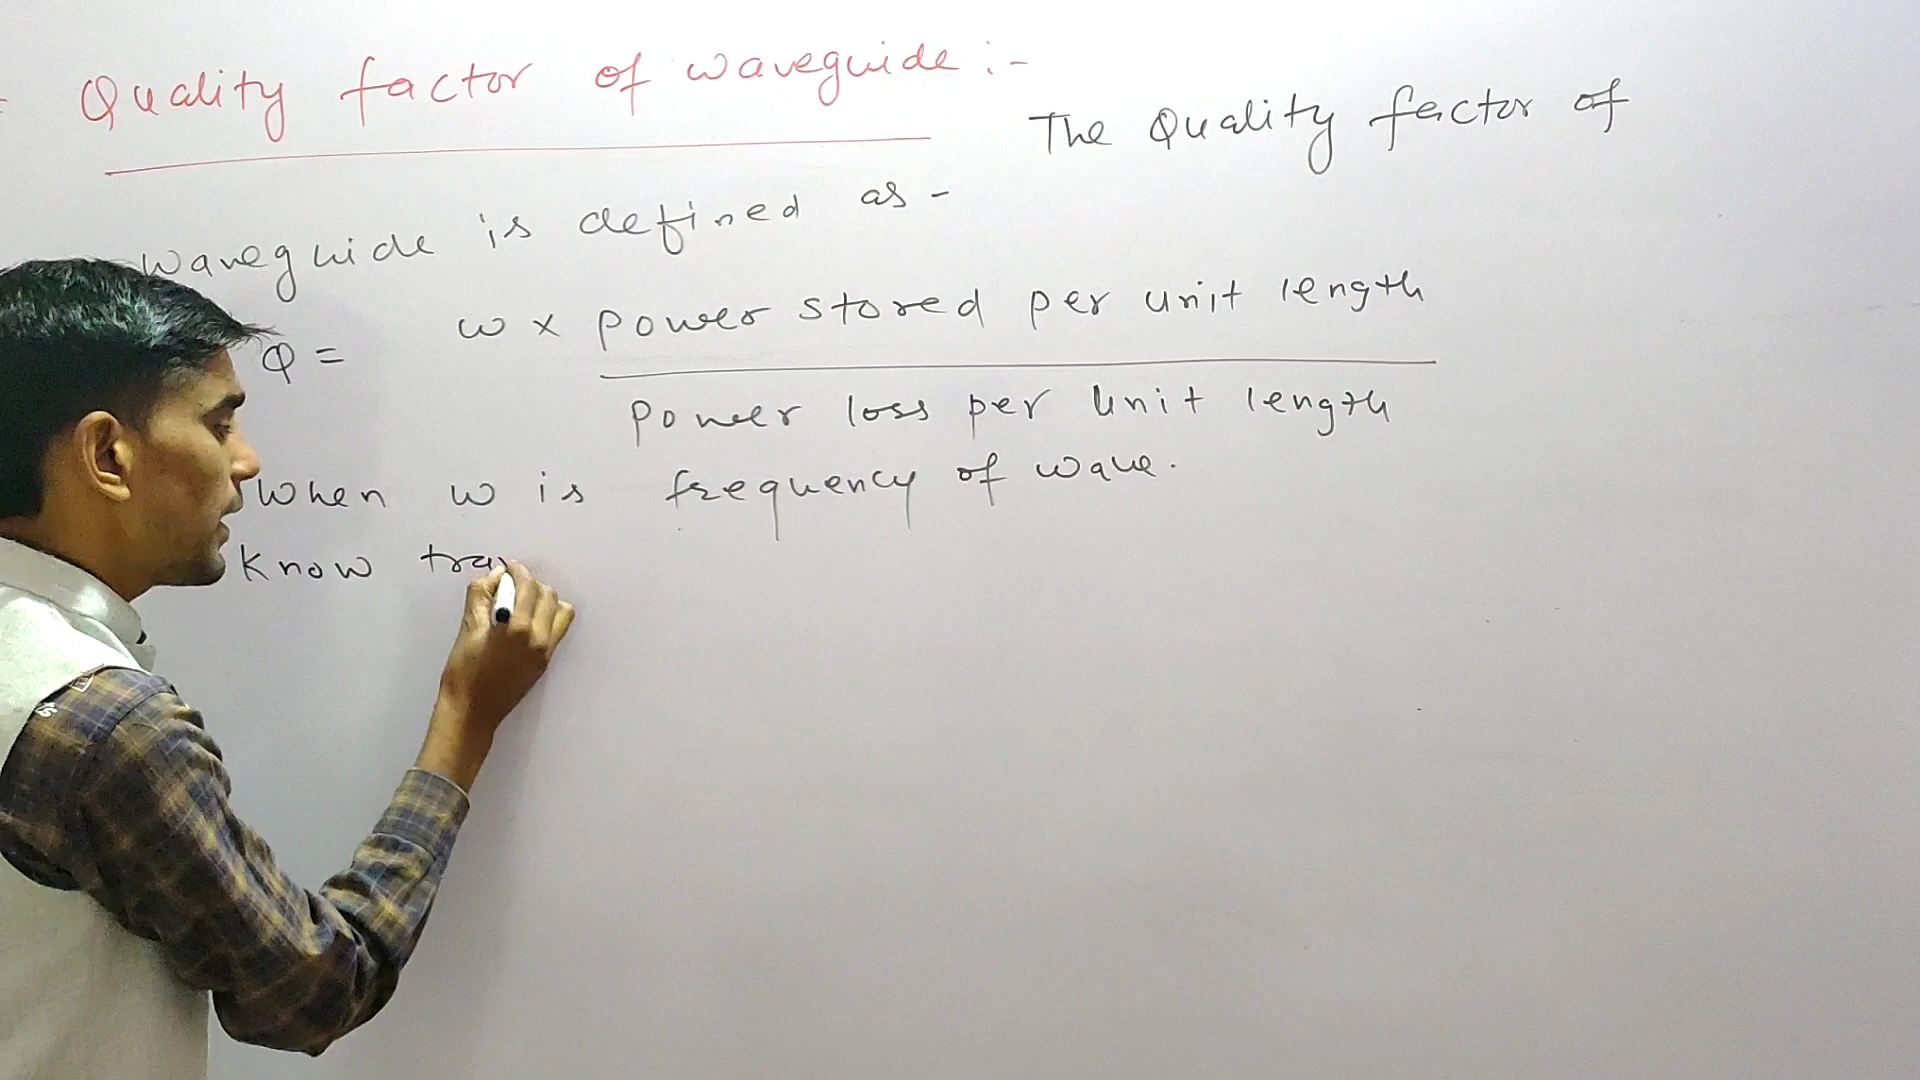 Quality factor of waveguide :-
The Quality factor of
waveguide is defined as -
Q = w x power stored per unit length
power loss per unit length
When w is frequency of wave.
know tra